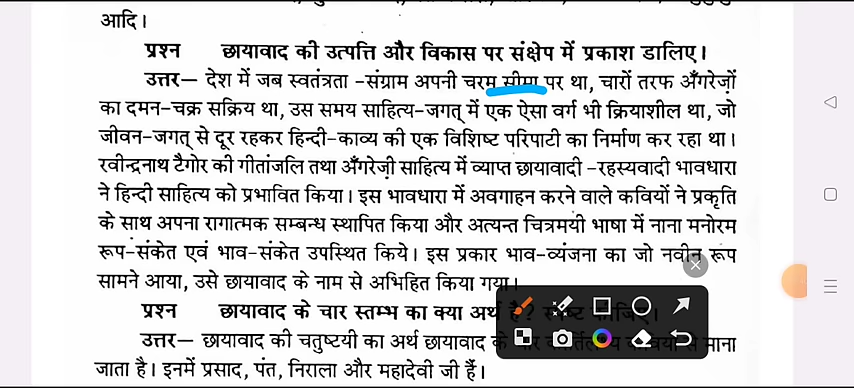 आदि।
प्रश्न छायावाद की उत्पत्ति और विकास पर संक्षेप में प्रकाश डालिए।
उत्तर— देश में जब स्वतंत्रता -संग्राम अपनी चरम सीमा पर था, चारों तरफ अँगरेज़ों
का दमन-चक्र सक्रिय था, उस समय साहित्य-जगत् में एक ऐसा वर्ग भी क्रियाशील था, जो
जीवन-जगत् से दूर रहकर हिन्दी-काव्य की एक विशिष्ट परिपाटी का निर्माण कर रहा था।
रवीन्द्रनाथ टैगोर की गीतांजलि तथा अँगरेज़ी साहित्य में व्याप्त छायावादी -रहस्यवादी भावधारा
ने हिन्दी साहित्य को प्रभावित किया। इस भावधारा में अवगाहन करने वाले कवियों ने प्रकृति
के साथ अपना रागात्मक सम्बन्ध स्थापित किया और अत्यन्त चित्रमयी भाषा में नाना मनोरम
रूप-संकेत एवं भाव-संकेत उपस्थित किये। इस प्रकार भाव-व्यंजना का जो नवीन रूप
सामने आया, उसे छायावाद के नाम से अभिहित किया गया।
प्रश्न छायावाद के चार स्तम्भ का क्या अर्थ है?
उत्तर— छायावाद की चतुष्टयी का अर्थ छायावाद के माना
जाता है। इनमें प्रसाद, पंत, निराला और महादेवी जी हैं।